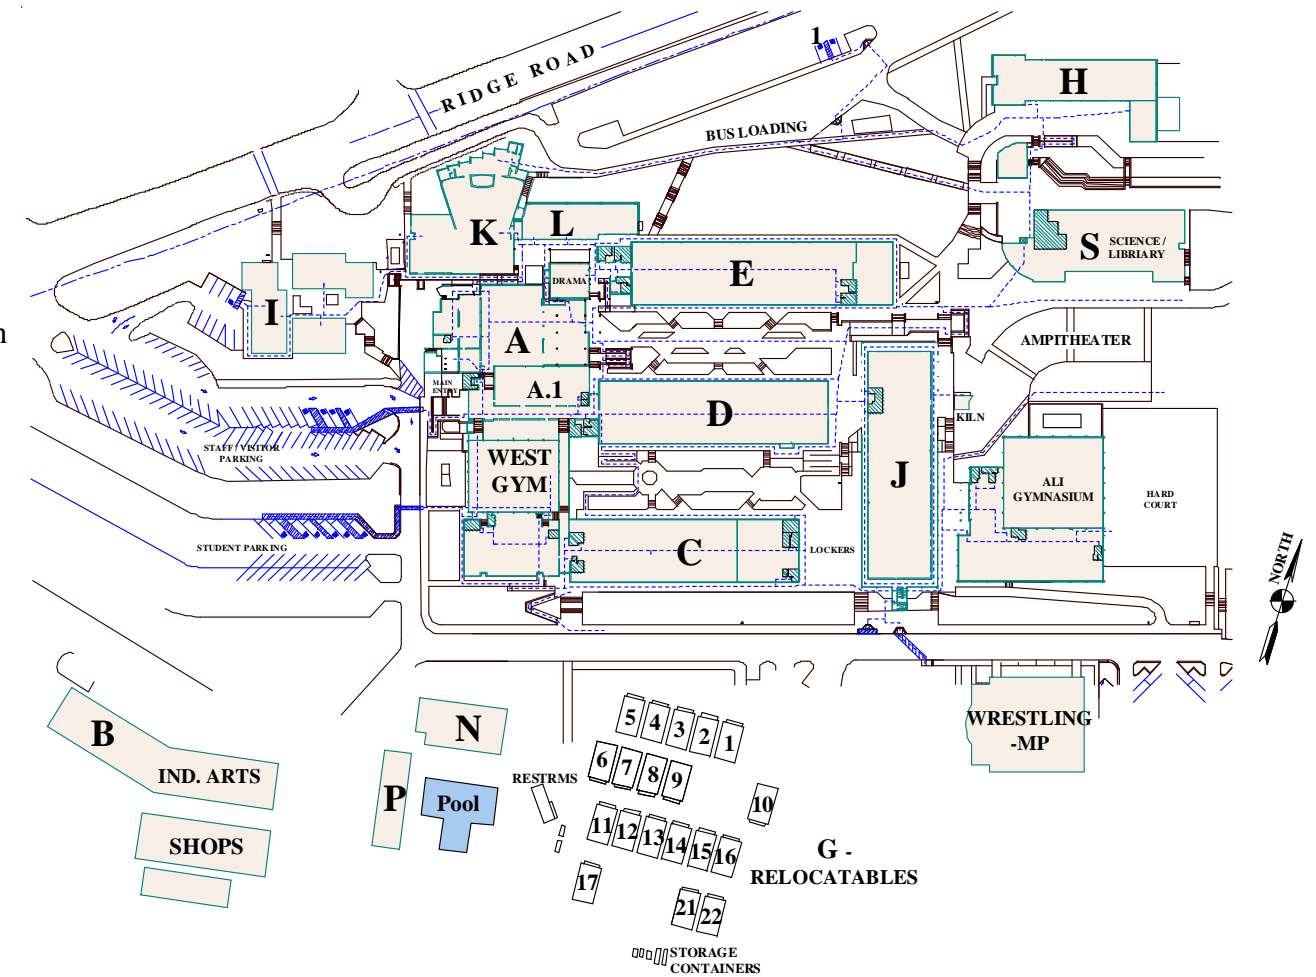 1
RIDGE ROAD
H
BUS LOADING
K
L
E
S
SCIENCE /
LIBRIARY
DRAMA
I
A
AMPITHEATER
MAIN
ENTRY
A.1
D
KILN
STAFF / VISITOR
PARKING
WEST
GYM
J
ALI
GYMNASIUM
HARD
COURT
STUDENT PARKING
C
LOCKERS
NORTH
B
IND. ARTS
N
5
4
3
2
1
WRESTLING
-MP
6
7
8
9
RESTRMS
P
Pool
10
11
12
13
14
15
16
SHOPS
G -
RELOCATABLES
17
21
22
STORAGE
CONTAINERS